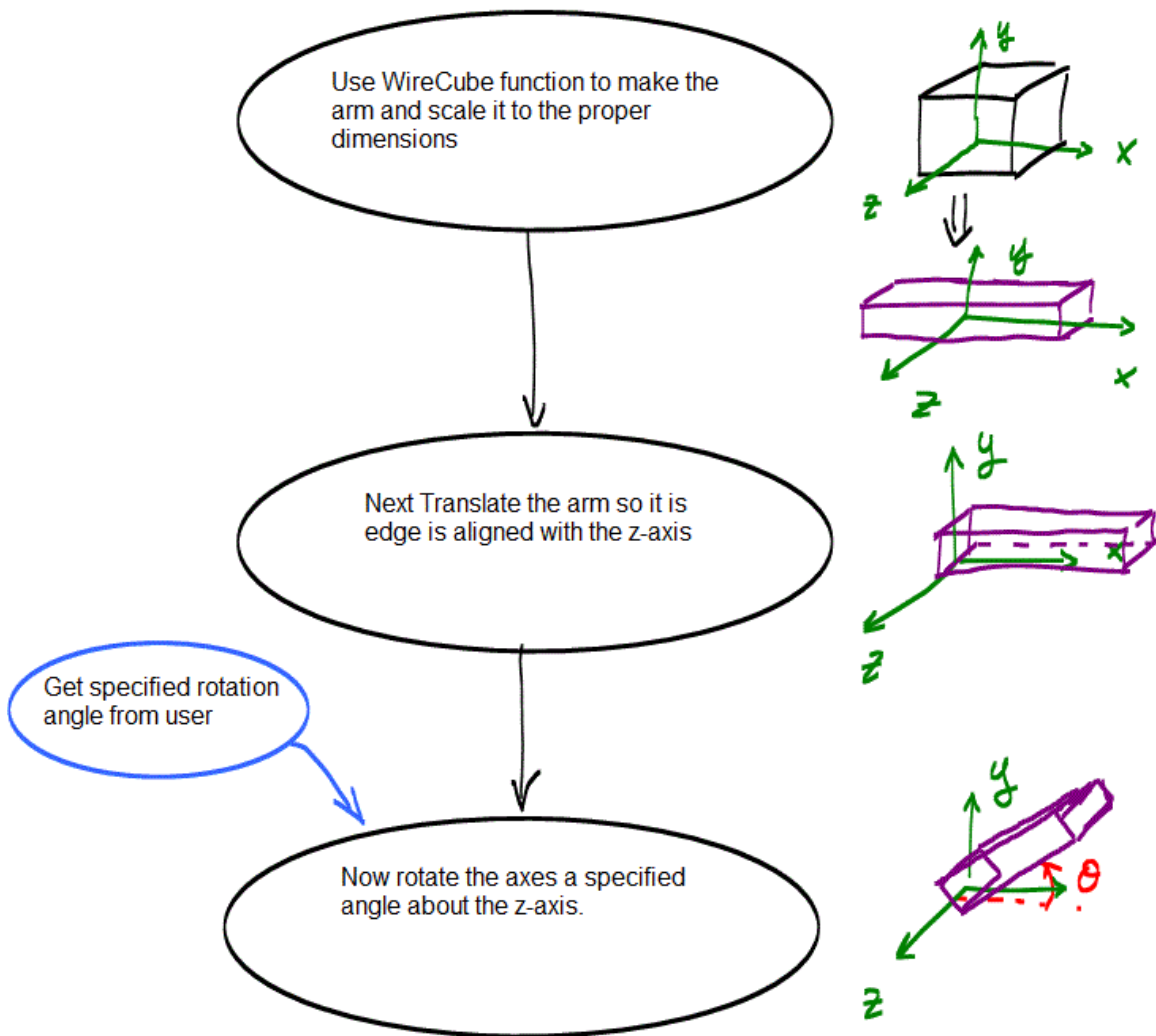 Use WireCube function to make the
arm and scale it to the proper
dimensions
y
x
z
y
x
z
Next Translate the arm so it is
edge is aligned with the z-axis
y
x
z
Get specified rotation
angle from user
Now rotate the axes a specified
angle about the z-axis.
y
θ
z